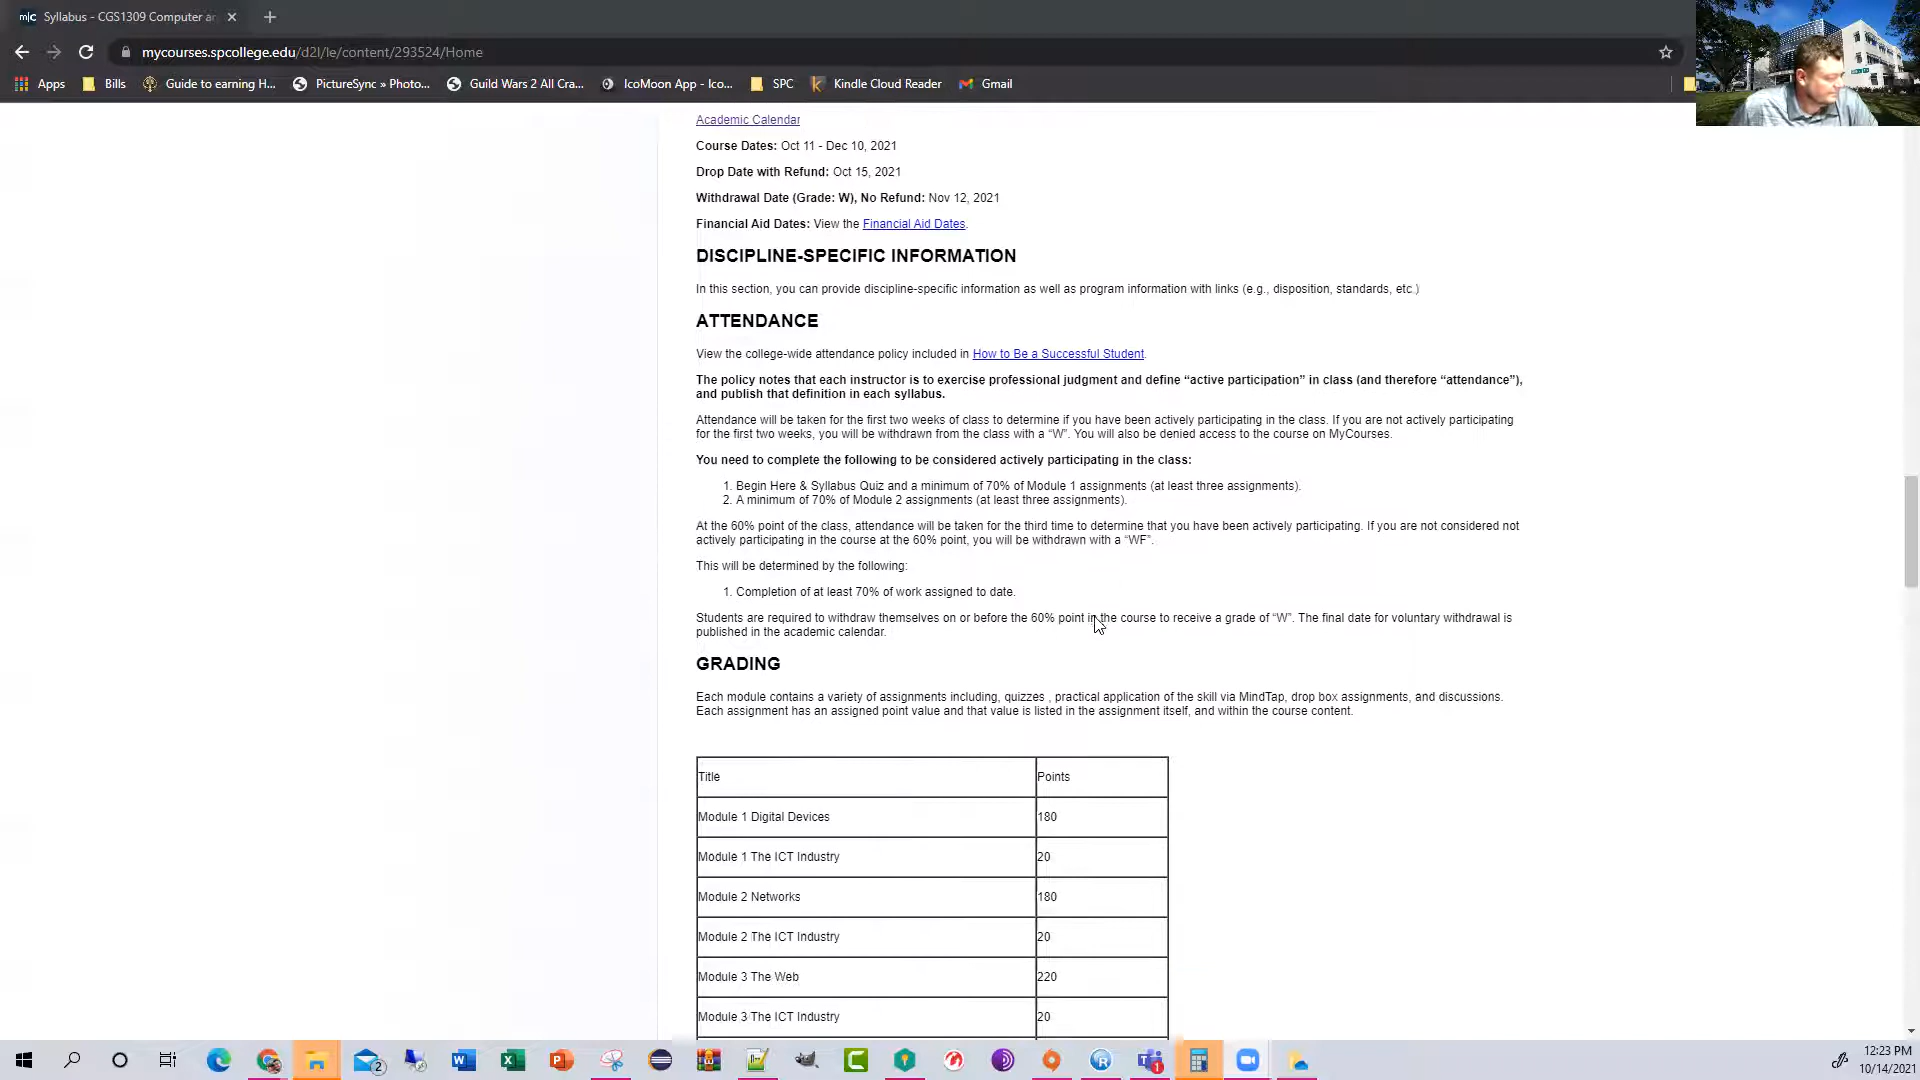 Syllabus - CGS1309 Computer ar
mycourses.spcollege.edu/d2l/le/content/293524/Home
Apps Bills Guide to earning H... PictureSync » Photo... Guild Wars 2 All Cra... IcoMoon App - Ico... SPC Kindle Cloud Reader Gmail
Academic Calendar
Course Dates: Oct 11 - Dec 10, 2021
Drop Date with Refund: Oct 15, 2021
Withdrawal Date (Grade: W), No Refund: Nov 12, 2021
Financial Aid Dates: View the Financial Aid Dates.
DISCIPLINE-SPECIFIC INFORMATION
In this section, you can provide discipline-specific information as well as program information with links (e.g., disposition, standards, etc.)
ATTENDANCE
View the college-wide attendance policy included in How to Be a Successful Student.
The policy notes that each instructor is to exercise professional judgment and define “active participation” in class (and therefore “attendance”),
and publish that definition in each syllabus.
Attendance will be taken for the first two weeks of class to determine if you have been actively participating in the class. If you are not actively participating
for the first two weeks, you will be withdrawn from the class with a “W”. You will also be denied access to the course on MyCourses.
You need to complete the following to be considered actively participating in the class:
1. Begin Here & Syllabus Quiz and a minimum of 70% of Module 1 assignments (at least three assignments).
2. A minimum of 70% of Module 2 assignments (at least three assignments).
At the 60% point of the class, attendance will be taken for the third time to determine that you have been actively participating. If you are not considered not
actively participating in the course at the 60% point, you will be withdrawn with a “WF”.
This will be determined by the following:
1. Completion of at least 70% of work assigned to date.
Students are required to withdraw themselves on or before the 60% point in the course to receive a grade of “W”. The final date for voluntary withdrawal is
published in the academic calendar.
GRADING
Each module contains a variety of assignments including, quizzes , practical application of the skill via MindTap, drop box assignments, and discussions.
Each assignment has an assigned point value and that value is listed in the assignment itself, and within the course content.
Title Points
Module 1 Digital Devices 180
Module 1 The ICT Industry 20
Module 2 Networks 180
Module 2 The ICT Industry 20
Module 3 The Web 220
Module 3 The ICT Industry 20
12:23 PM
10/14/2021